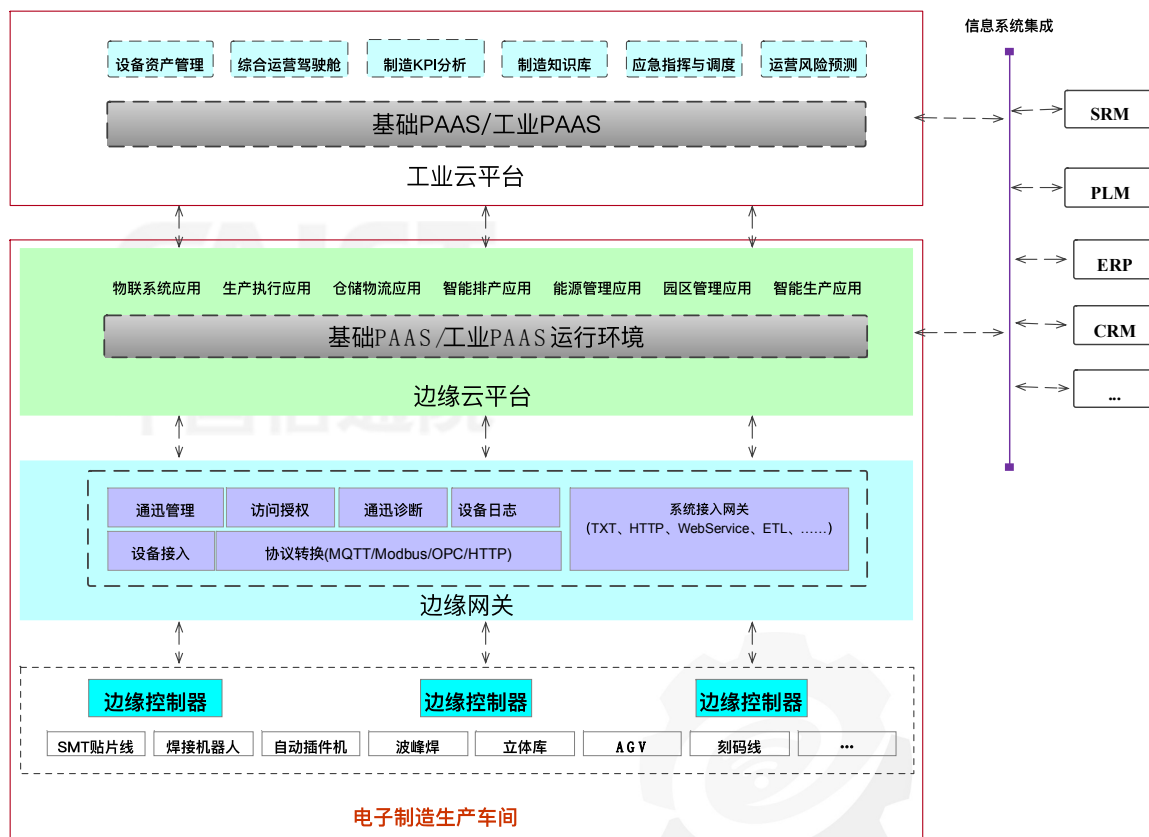 信息系统集成
设备资产管理 综合运营驾驶舱 制造KPI分析 制造知识库 应急指挥与调度 运营风险预测
基础PAAS/工业PAAS
工业云平台
SRM
PLM
ERP
CRM
...
物联系统应用 生产执行应用 仓储物流应用 智能排产应用 能源管理应用 园区管理应用 智能生产应用
基础PAAS/工业PAAS运行环境
边缘云平台
通迅管理 访问授权 通迅诊断 设备日志
设备接入 协议转换(MQTT/Modbus/OPC/HTTP)
系统接入网关
(TXT、HTTP、WebService、ETL、……)
边缘网关
边缘控制器 边缘控制器 边缘控制器
SMT贴片线 焊接机器人 自动插件机 波峰焊 立体库 AGV 刻码线 ...
电子制造生产车间